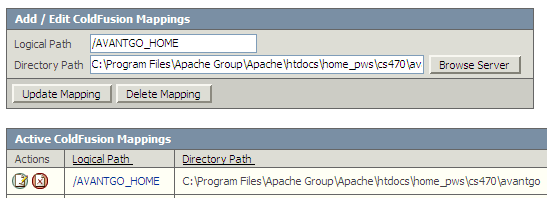 Add / Edit ColdFusion Mappings
Logical Path /AVANTGO_HOME
Directory Path C:\Program Files\Apache Group\Apache\htdocs\home_pws\cs470\av Browse Server
Update Mapping Delete Mapping
Active ColdFusion Mappings
Actions Logical Path Directory Path
/AVANTGO_HOME C:\Program Files\Apache Group\Apache\htdocs\home_pws\cs470\avantgo